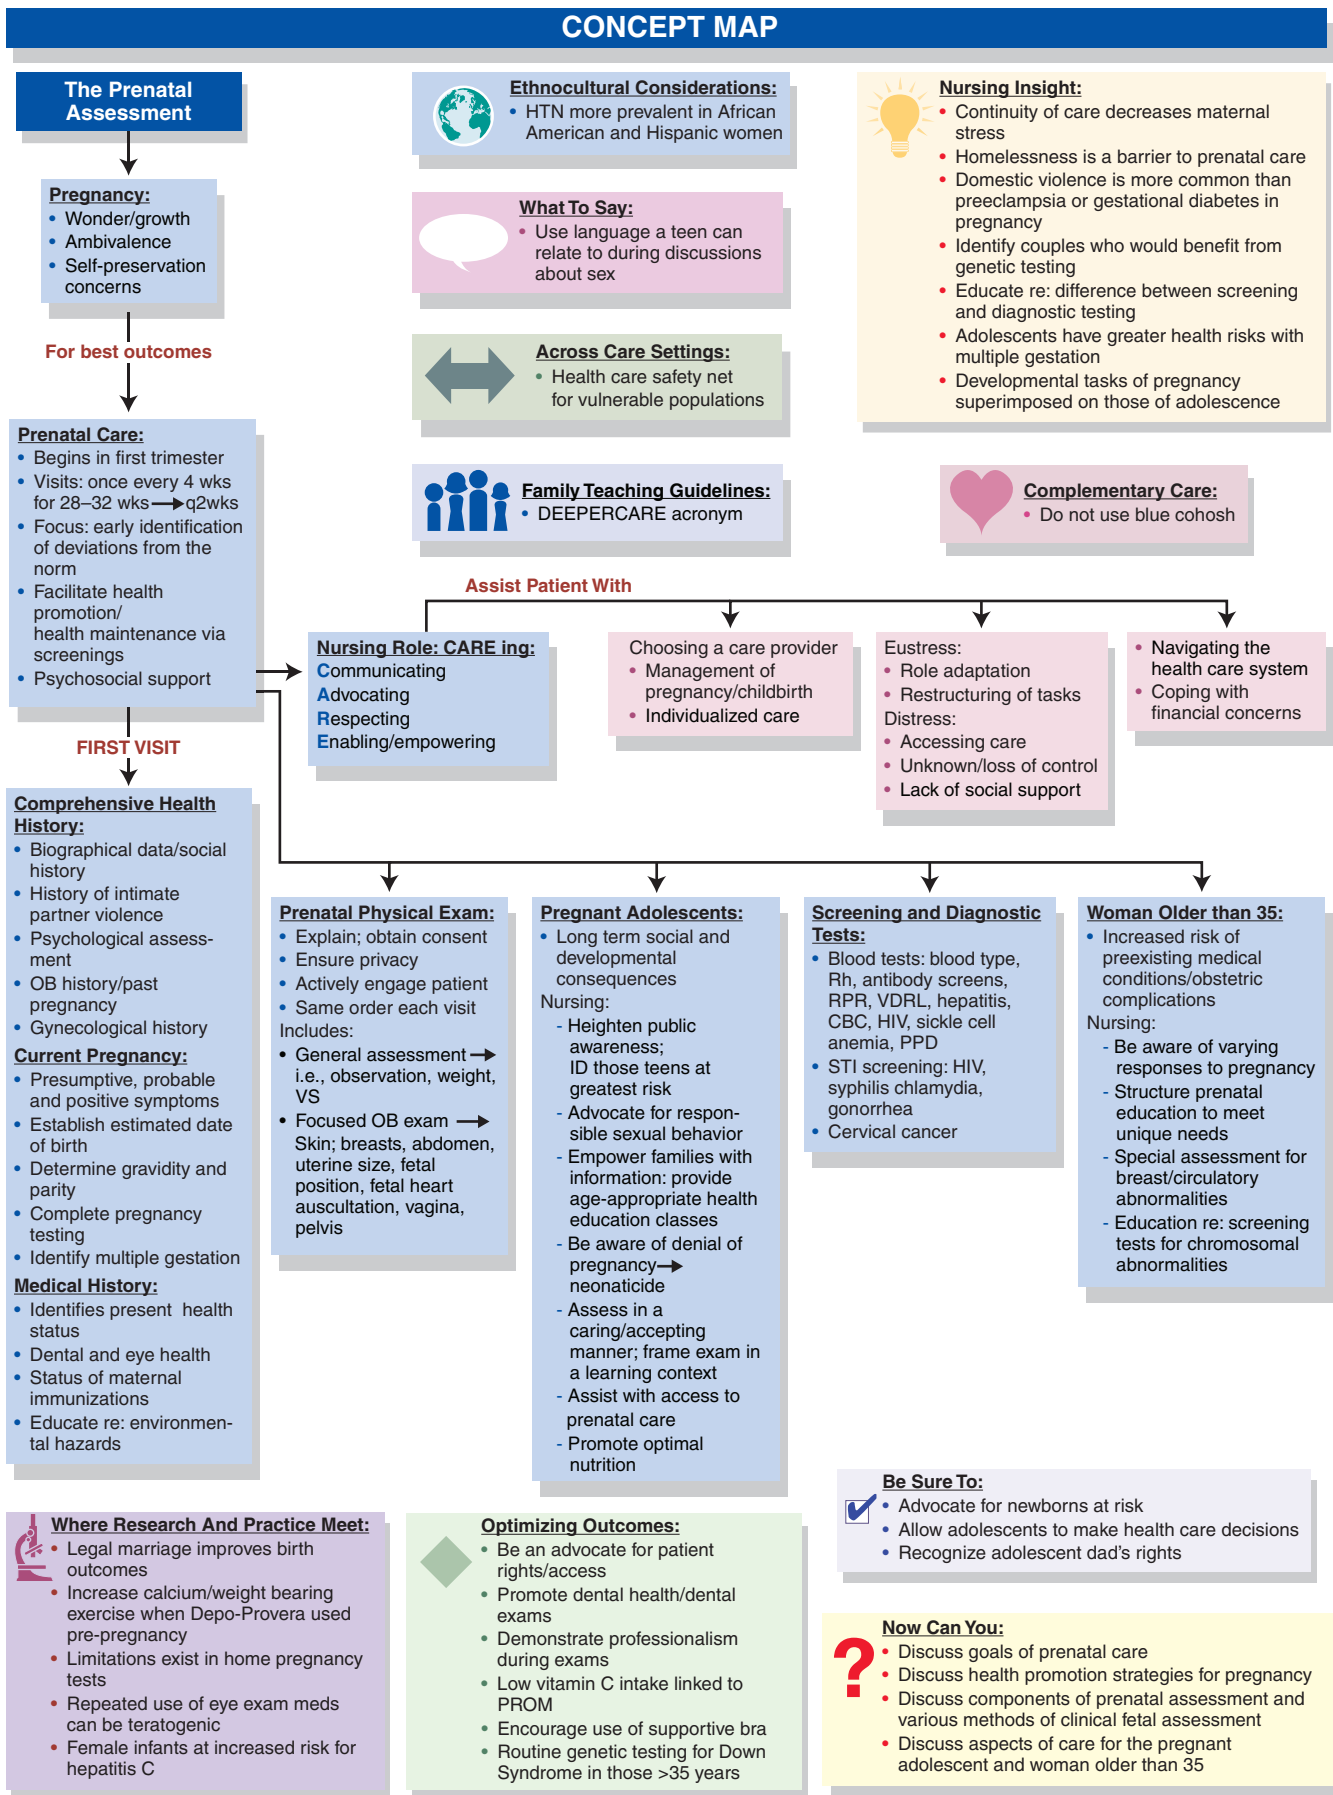 CONCEPT MAP
The Prenatal
Assessment
Pregnancy:
• Wonder/growth
• Ambivalence
• Self-preservation
concerns
For best outcomes
Prenatal Care:
• Begins in first trimester
• Visits: once every 4 wks
for 28–32 wks→q2wks
• Focus: early identification
of deviations from the
norm
• Facilitate health
promotion/
health maintenance via
screenings
• Psychosocial support
FIRST VISIT
Comprehensive Health
History:
• Biographical data/social
history
• History of intimate
partner violence
• Psychological assess-
ment
• OB history/past
pregnancy
• Gynecological history
Current Pregnancy:
• Presumptive, probable
and positive symptoms
• Establish estimated date
of birth
• Determine gravidity and
parity
• Complete pregnancy
testing
• Identify multiple gestation
Medical History:
• Identifies present health
status
• Dental and eye health
• Status of maternal
immunizations
• Educate re: environmen-
tal hazards
Ethnocultural Considerations:
• HTN more prevalent in African
American and Hispanic women
What To Say:
• Use language a teen can
relate to during discussions
about sex
Across Care Settings:
• Health care safety net
for vulnerable populations
Family Teaching Guidelines:
• DEEPERCARE acronym
Nursing Insight:
• Continuity of care decreases maternal
stress
• Homelessness is a barrier to prenatal care
• Domestic violence is more common than
preeclampsia or gestational diabetes in
pregnancy
• Identify couples who would benefit from
genetic testing
• Educate re: difference between screening
and diagnostic testing
• Adolescents have greater health risks with
multiple gestation
• Developmental tasks of pregnancy
superimposed on those of adolescence
Complementary Care:
• Do not use blue cohosh
Assist Patient With
Nursing Role: CARE ing:
Communicating
Advocating
Respecting
Enabling/empowering
Choosing a care provider
• Management of
pregnancy/childbirth
• Individualized care
Eustress:
• Role adaptation
• Restructuring of tasks
Distress:
• Accessing care
• Unknown/loss of control
• Lack of social support
• Navigating the
health care system
• Coping with
financial concerns
Prenatal Physical Exam:
• Explain; obtain consent
• Ensure privacy
• Actively engage patient
• Same order each visit
Includes:
• General assessment→
i.e., observation, weight,
VS
• Focused OB exam →
Skin; breasts, abdomen,
uterine size, fetal
position, fetal heart
auscultation, vagina,
pelvis
Pregnant Adolescents:
• Long term social and
developmental
consequences
Nursing:
- Heighten public
awareness;
ID those teens at
greatest risk
- Advocate for respon-
sible sexual behavior
- Empower families with
information: provide
age-appropriate health
education classes
- Be aware of denial of
pregnancy→
neonaticide
- Assess in a
caring/accepting
manner; frame exam in
a learning context
- Assist with access to
prenatal care
- Promote optimal
nutrition
Screening and Diagnostic
Tests:
• Blood tests: blood type,
Rh, antibody screens,
RPR, VDRL, hepatitis,
CBC, HIV, sickle cell
anemia, PPD
• STI screening: HIV,
syphilis chlamydia,
gonorrhea
• Cervical cancer
Woman Older than 35:
• Increased risk of
preexisting medical
conditions/obstetric
complications
Nursing:
- Be aware of varying
responses to pregnancy
- Structure prenatal
education to meet
unique needs
- Special assessment for
breast/circulatory
abnormalities
- Education re: screening
tests for chromosomal
abnormalities
Where Research And Practice Meet:
• Legal marriage improves birth
outcomes
• Increase calcium/weight bearing
exercise when Depo-Provera used
pre-pregnancy
• Limitations exist in home pregnancy
tests
• Repeated use of eye exam meds
can be teratogenic
• Female infants at increased risk for
hepatitis C
Optimizing Outcomes:
• Be an advocate for patient
rights/access
• Promote dental health/dental
exams
• Demonstrate professionalism
during exams
• Low vitamin C intake linked to
PROM
• Encourage use of supportive bra
• Routine genetic testing for Down
Syndrome in those >35 years
Be Sure To:
• Advocate for newborns at risk
• Allow adolescents to make health care decisions
• Recognize adolescent dad's rights
?
Now Can You:
• Discuss goals of prenatal care
• Discuss health promotion strategies for pregnancy
• Discuss components of prenatal assessment and
various methods of clinical fetal assessment
• Discuss aspects of care for the pregnant
adolescent and woman older than 35